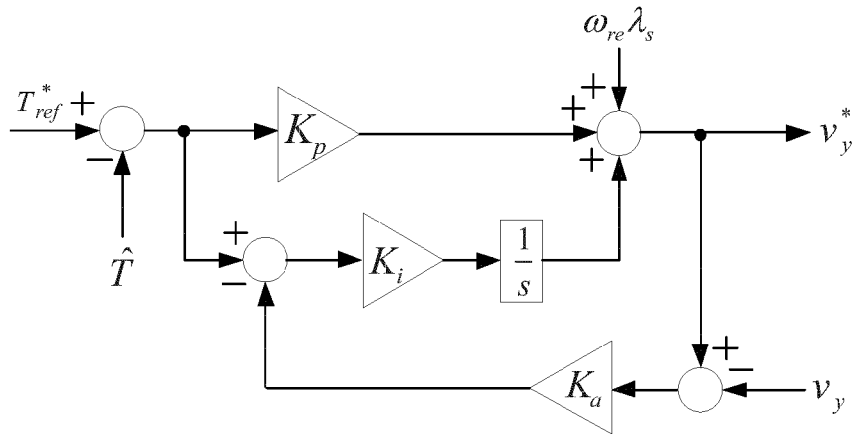 ω_re λ_s
T*_ref + + + v*_y
− K_p +
T̂ + − K_i 1/s
+ −
K_a v_y